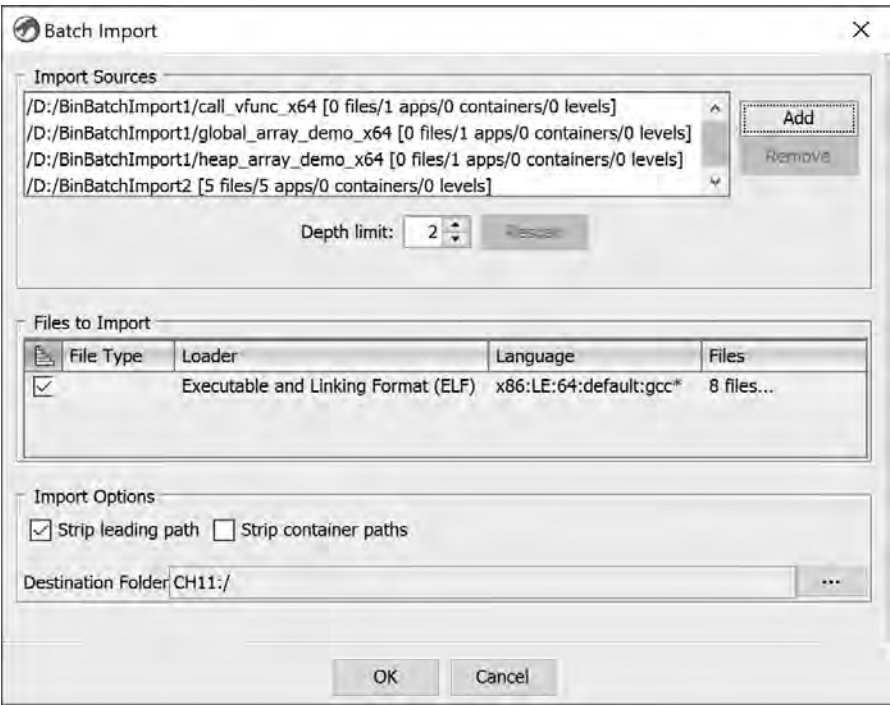 Batch Import
Import Sources
/D:/BinBatchImport1/call_vfunc_x64 [0 files/1 apps/0 containers/0 levels]
/D:/BinBatchImport1/global_array_demo_x64 [0 files/1 apps/0 containers/0 levels]
/D:/BinBatchImport1/heap_array_demo_x64 [0 files/1 apps/0 containers/0 levels]
/D:/BinBatchImport2 [5 files/5 apps/0 containers/0 levels]
Add
Remove
Depth limit: 2
Files to Import
File Type Loader Language Files
Executable and Linking Format (ELF) x86:LE:64:default:gcc* 8 files...
Import Options
Strip leading path Strip container paths
Destination Folder CH11:/ ...
OK Cancel